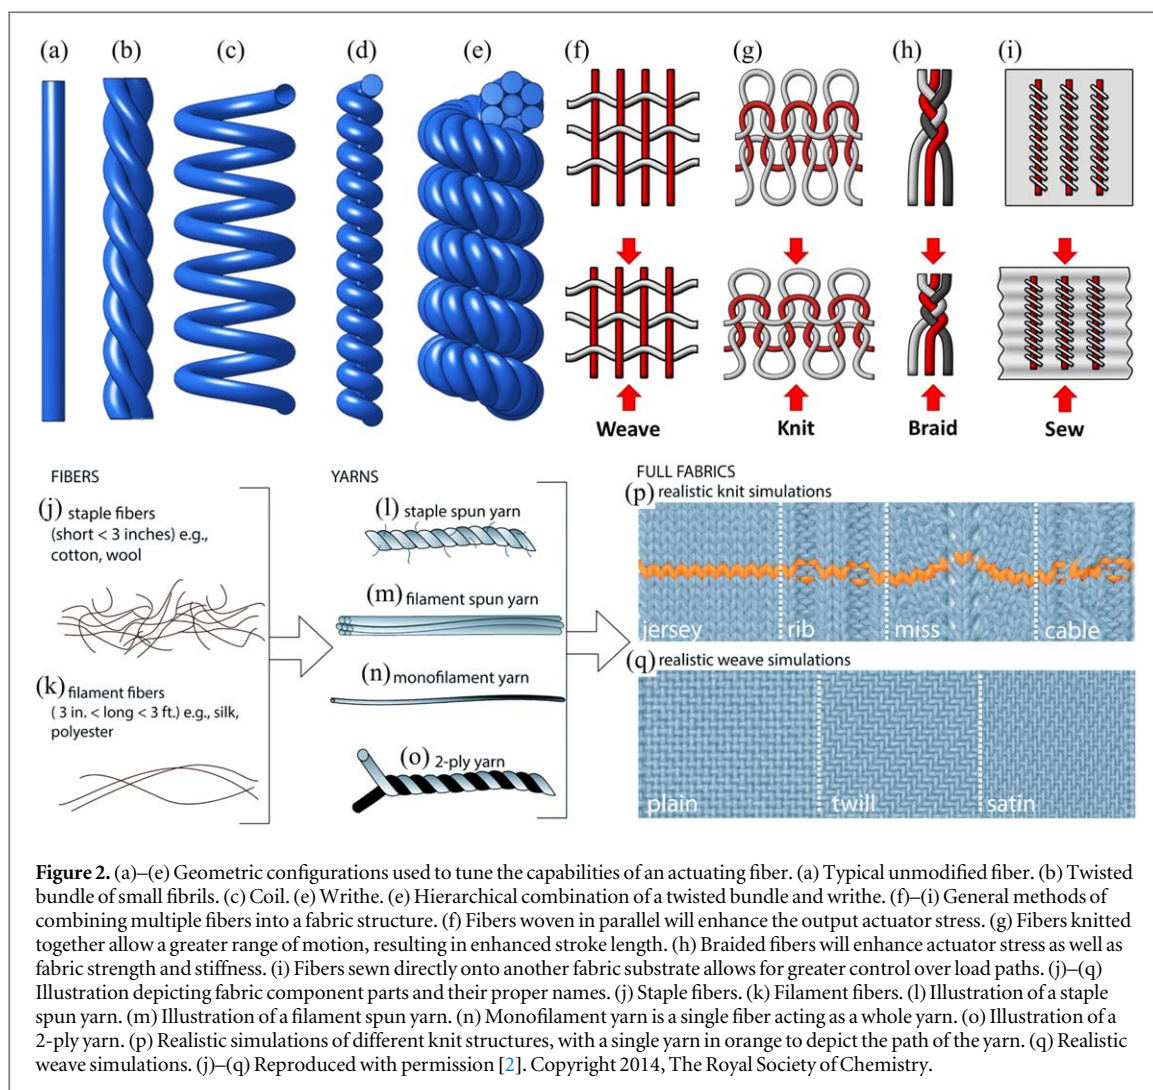 (a) (b) (c) (d) (e) (f) (g) (h) (i)
Weave Knit Braid Sew
FIBERS
(j) staple fibers
(short < 3 inches) e.g.,
cotton, wool
(k) filament fibers
( 3 in. < long < 3 ft.) e.g., silk,
polyester
YARNS
(l) staple spun yarn
(m) filament spun yarn
(n) monofilament yarn
(o) 2-ply yarn
FULL FABRICS
(p) realistic knit simulations
jersey rib miss cable
(q) realistic weave simulations
plain twill satin
Figure 2. (a)–(e) Geometric configurations used to tune the capabilities of an actuating fiber. (a) Typical unmodified fiber. (b) Twisted
bundle of small fibrils. (c) Coil. (e) Writhe. (e) Hierarchical combination of a twisted bundle and writhe. (f)–(i) General methods of
combining multiple fibers into a fabric structure. (f) Fibers woven in parallel will enhance the output actuator stress. (g) Fibers knitted
together allow a greater range of motion, resulting in enhanced stroke length. (h) Braided fibers will enhance actuator stress as well as
fabric strength and stiffness. (i) Fibers sewn directly onto another fabric substrate allows for greater control over load paths. (j)–(q)
Illustration depicting fabric component parts and their proper names. (j) Staple fibers. (k) Filament fibers. (l) Illustration of a staple
spun yarn. (m) Illustration of a filament spun yarn. (n) Monofilament yarn is a single fiber acting as a whole yarn. (o) Illustration of a
2-ply yarn. (p) Realistic simulations of different knit structures, with a single yarn in orange to depict the path of the yarn. (q) Realistic
weave simulations. (j)–(q) Reproduced with permission [2]. Copyright 2014, The Royal Society of Chemistry.